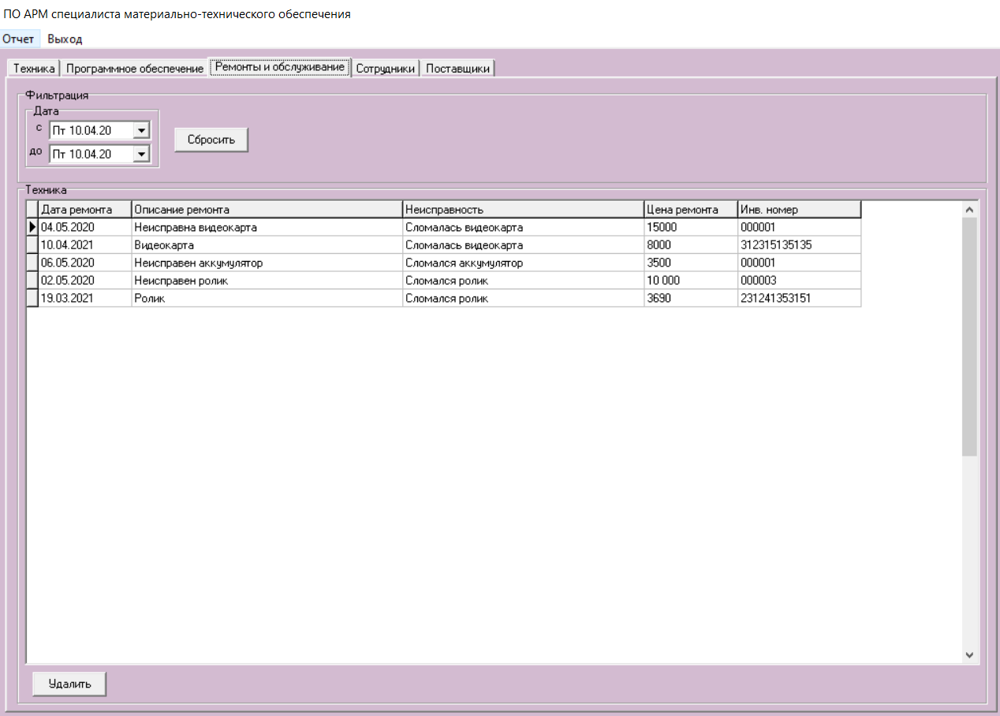 ПО АРМ специалиста материально-технического обеспечения
Отчет Выход
Техника Программное обеспечение Ремонты и обслуживание Сотрудники Поставщики
Фильтрация
Дата
с Пт 10.04.20
Сбросить
до Пт 10.04.20
Техника
Дата ремонта Описание ремонта Неисправность Цена ремонта Инв. номер
04.05.2020 Неисправна видеокарта Сломалась видеокарта 15000 000001
10.04.2021 Видеокарта Сломалась видеокарта 8000 312315135135
06.05.2020 Неисправен аккумулятор Сломался аккумулятор 3500 000001
02.05.2020 Неисправен ролик Сломался ролик 10 000 000003
19.03.2021 Ролик Сломался ролик 3690 231241353151
Удалить